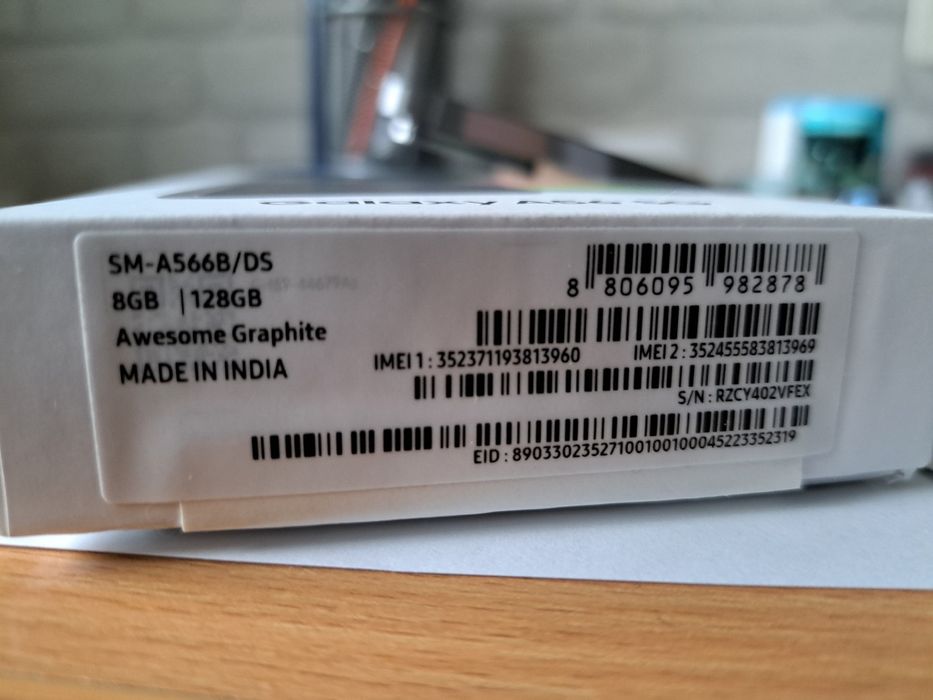 SM-A566B/DS
8GB | 128GB
Awesome Graphite
MADE IN INDIA
8 806095 982878
IMEI 1 : 352371193813960
IMEI 2 : 352455583813969
S/N : RZCY402VFEX
EID : 89033023527100100100045223352319